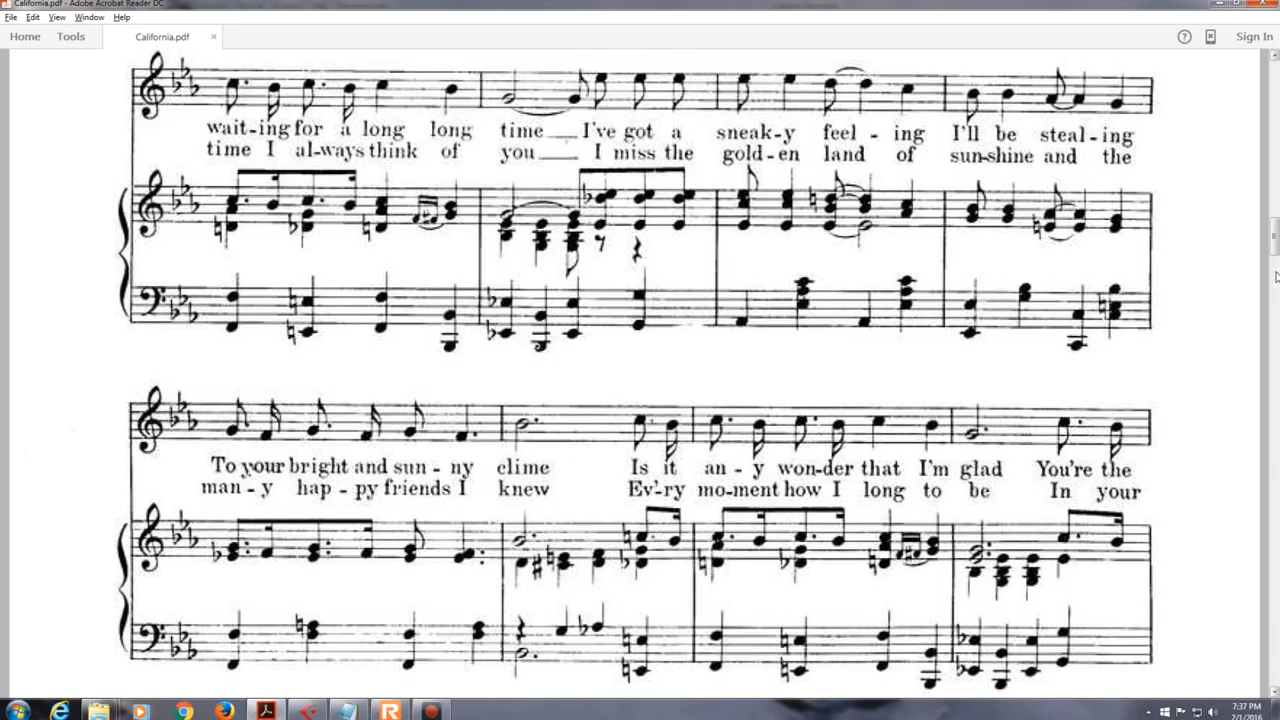 California.pdf - Adobe Acrobat Reader DC
File Edit View Window Help
Home Tools California.pdf × Sign In
wait-ing for a long long time I've got a sneak-y feel - ing I'll be steal-ing
time I al-ways think of you I miss the gold-en land of sun-shine and the
To your bright and sun - ny clime Is it an - y won-der that I'm glad You're the
man - y hap - py friends I knew Ev'-ry mo-ment how I long to be In your
7:37 PM
2/1/2016